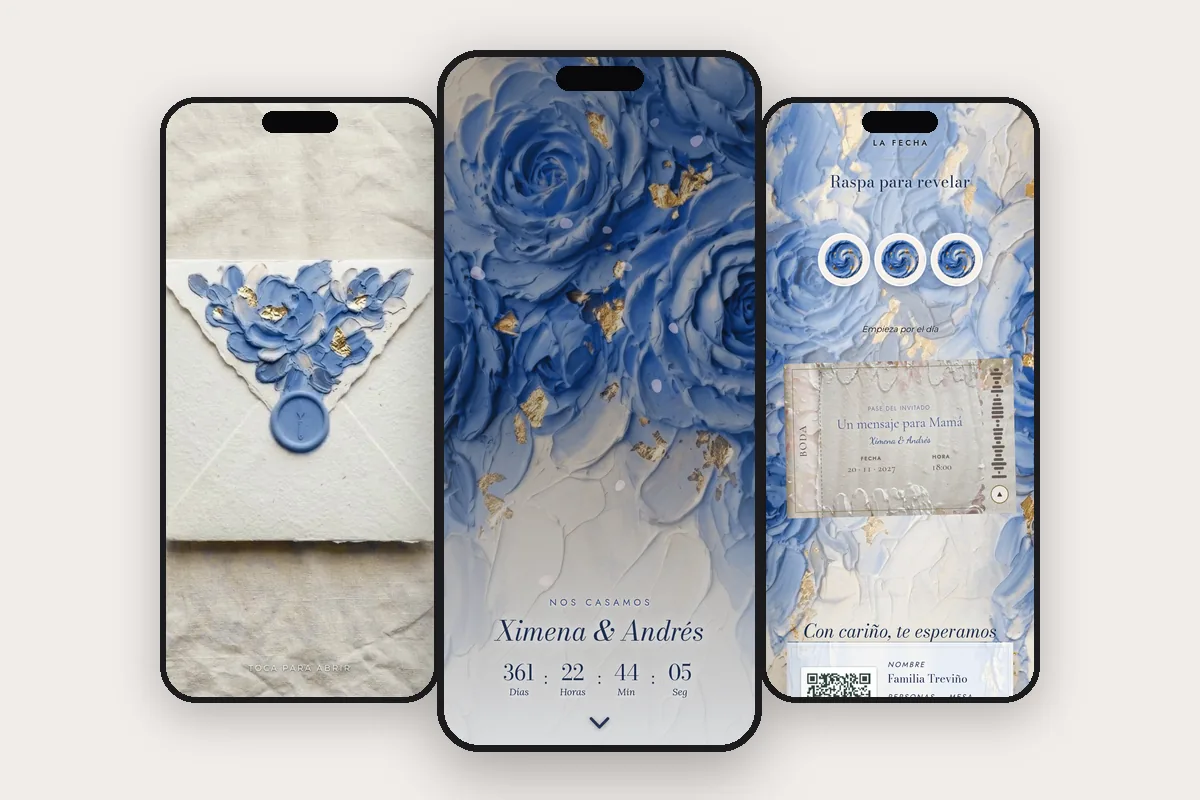 TOCA PARA ABRIR
NOS CASAMOS
Ximena & Andrés
361 : 22 : 44 : 05
Días Horas Min Seg
LA FECHA
Raspa para revelar
Empieza por el día
BODA
PASE DEL INVITADO
Un mensaje para Mamá
Ximena & Andrés
FECHA HORA
20 · 11 · 2027 18:00
Con cariño, te esperamos
NOMBRE
Familia Treviño
PERSONAS MESA